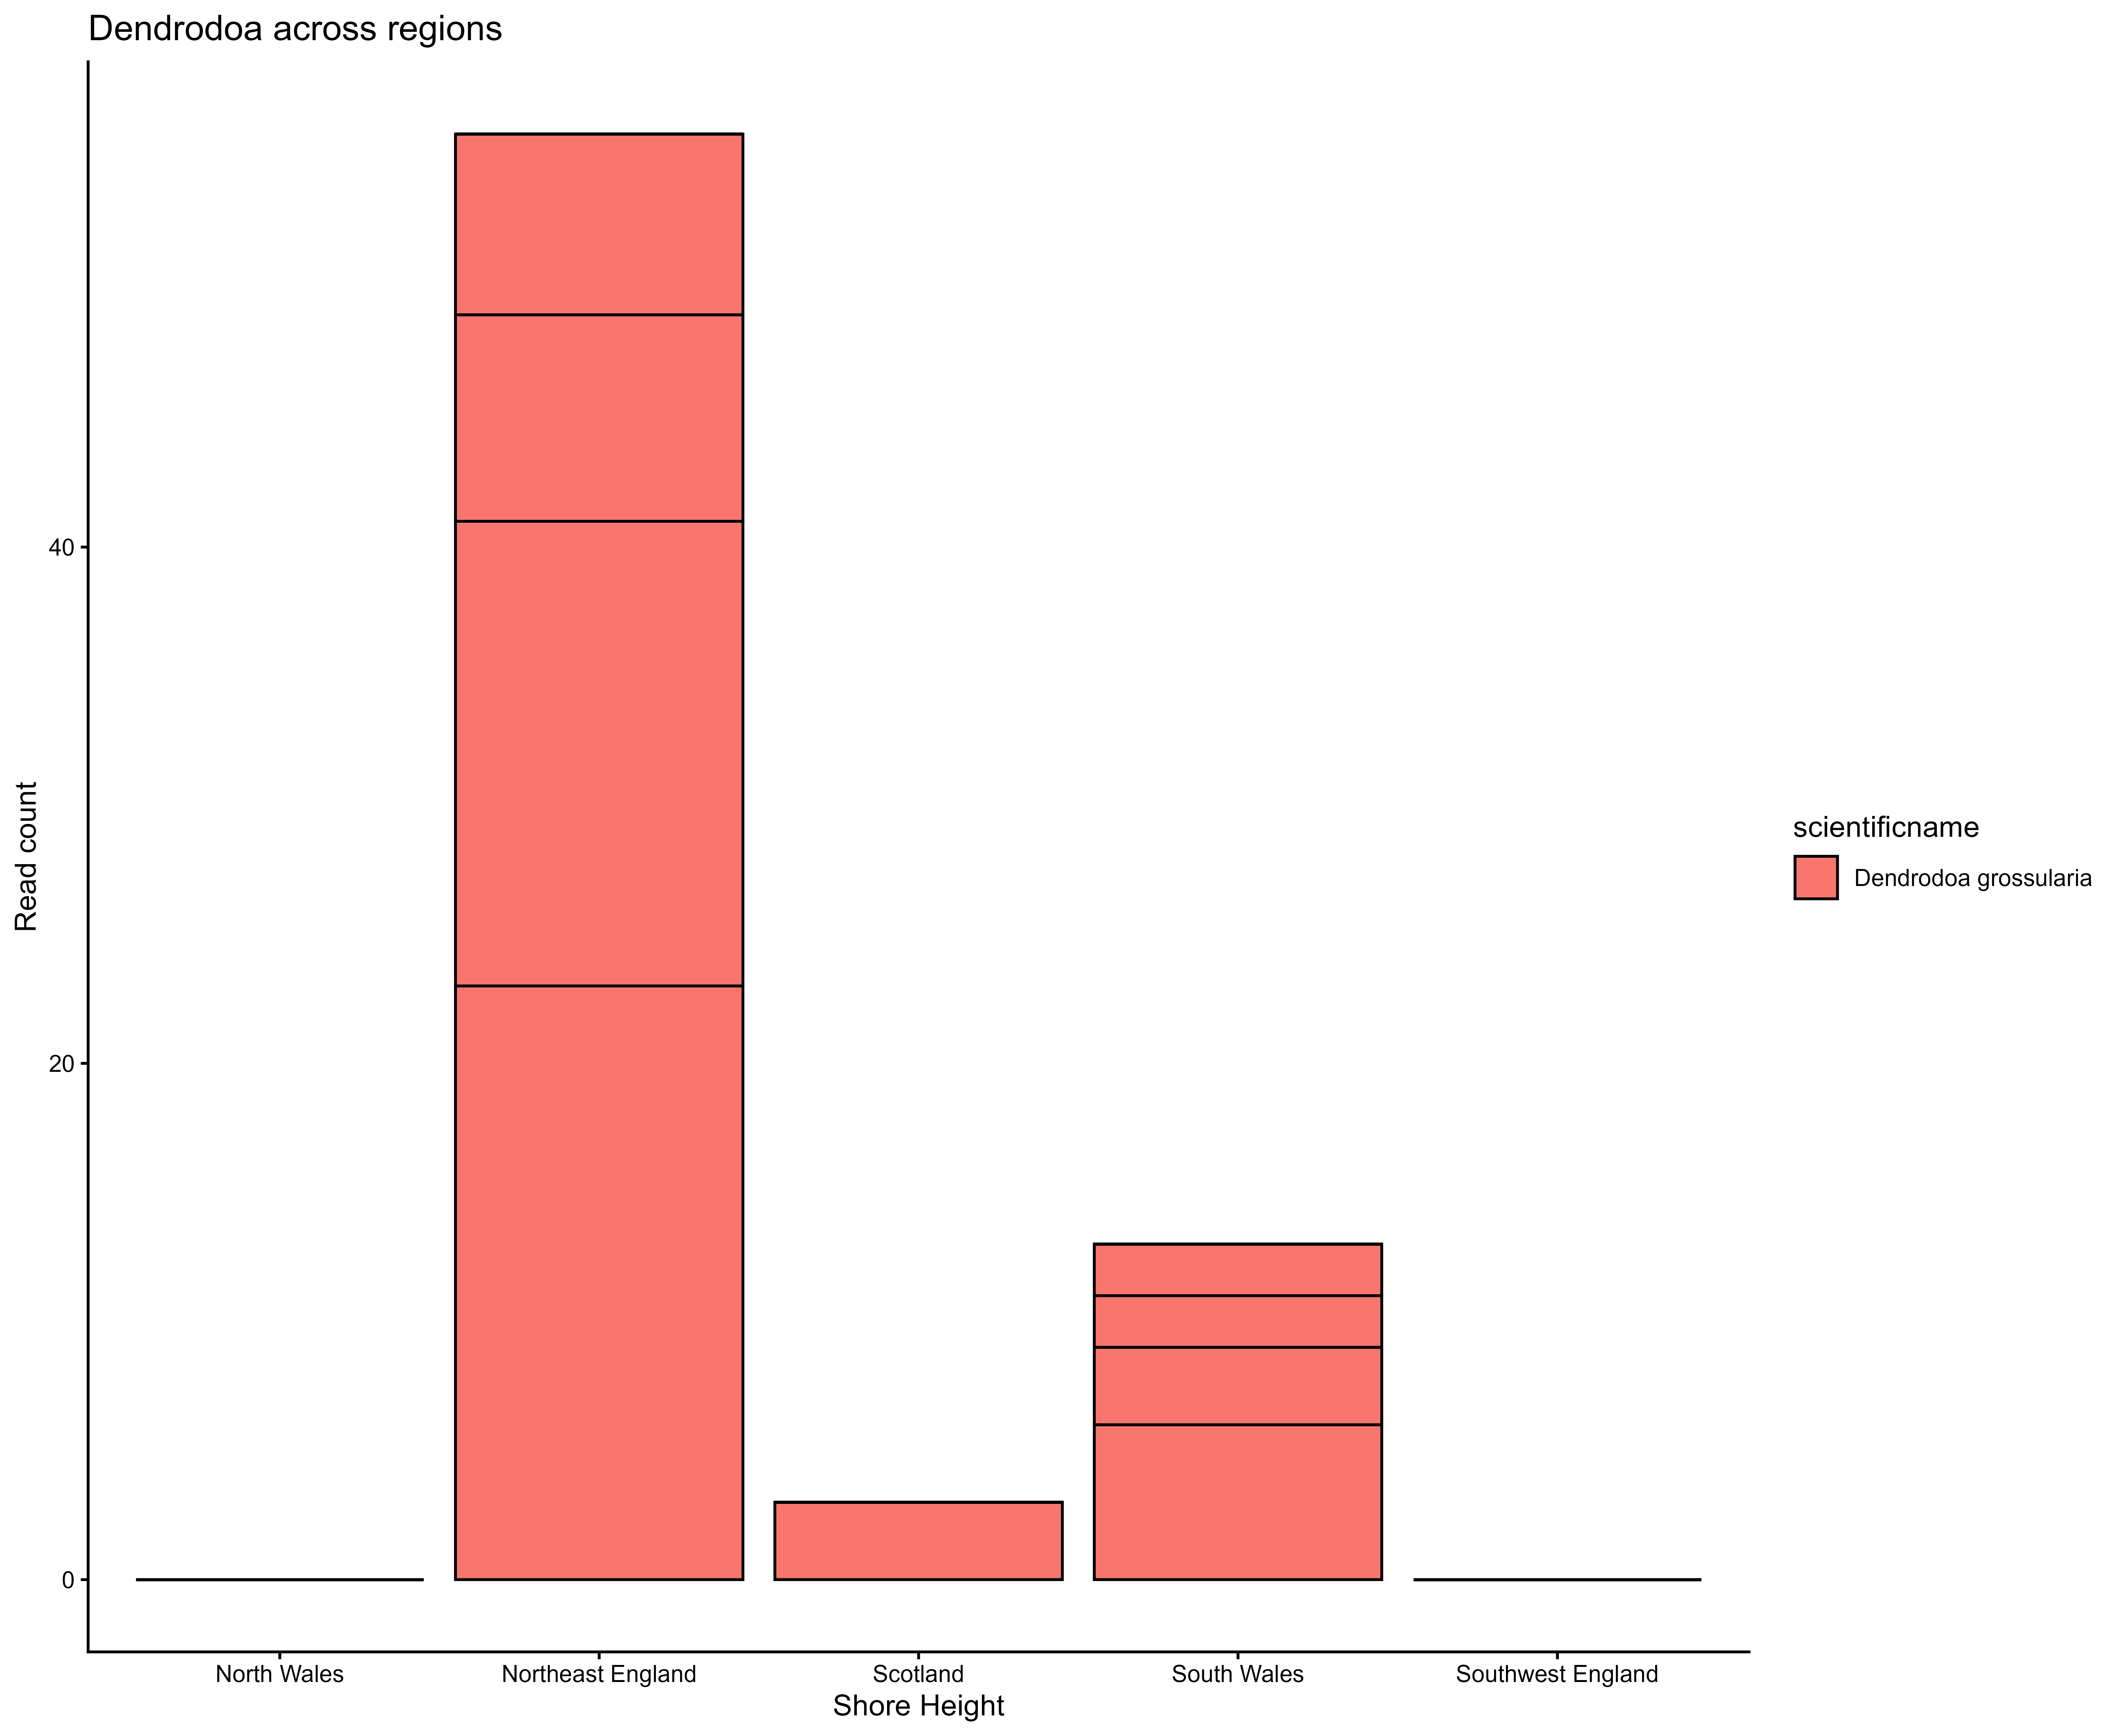 Dendrodoa across regions
Read count
40
20
0
North Wales
Northeast England
Scotland
South Wales
Southwest England
Shore Height
scientificname
Dendrodoa grossularia